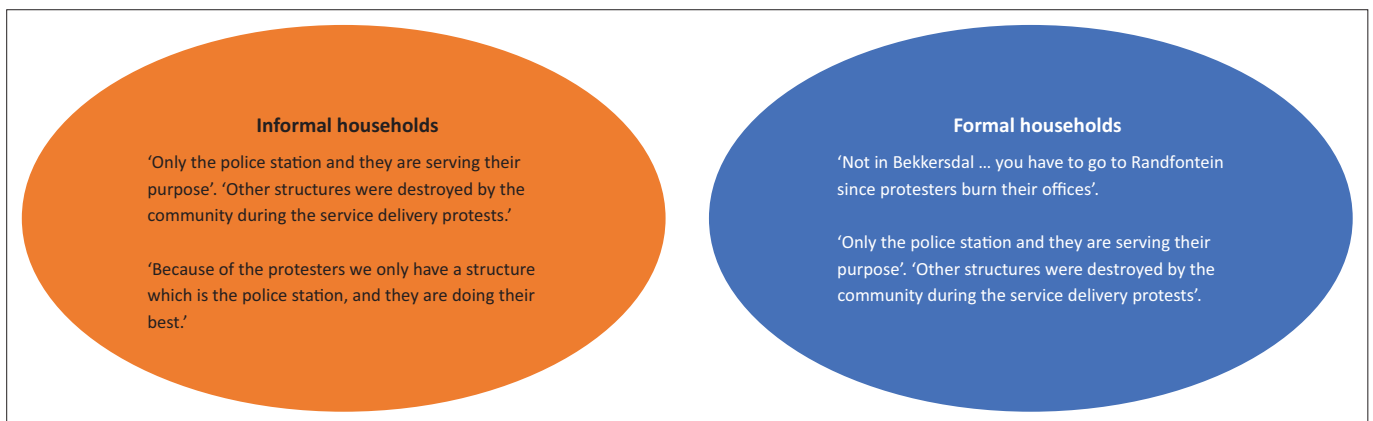 Informal households
‘Only the police station and they are serving their
purpose’. ‘Other structures were destroyed by the
community during the service delivery protests.’
‘Because of the protesters we only have a structure
which is the police station, and they are doing their
best.’
Formal households
‘Not in Bekkersdal ... you have to go to Randfontein
since protesters burn their offices’.
‘Only the police station and they are serving their
purpose’. ‘Other structures were destroyed by the
community during the service delivery protests’.